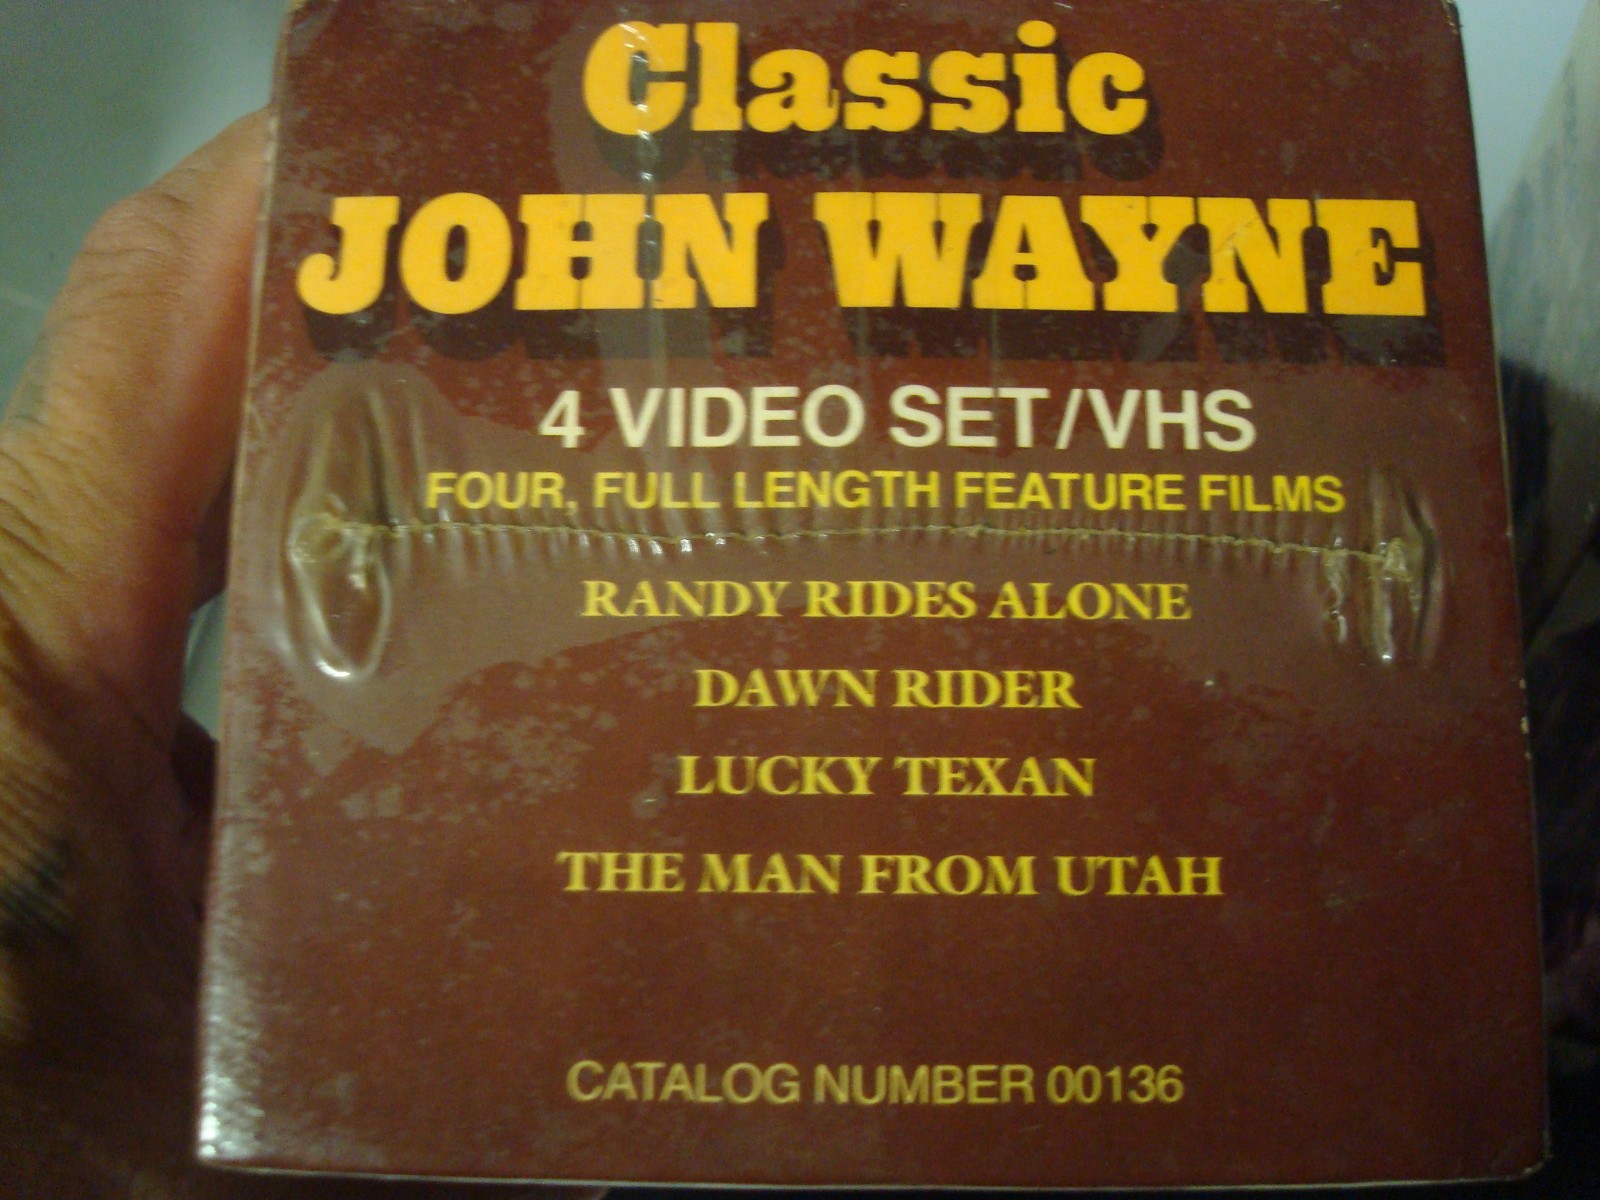 Classic
JOHN WAYNE
4 VIDEO SET/VHS
FOUR, FULL LENGTH FEATURE FILMS
RANDY RIDES ALONE
DAWN RIDER
LUCKY TEXAN
THE MAN FROM UTAH
CATALOG NUMBER 00136